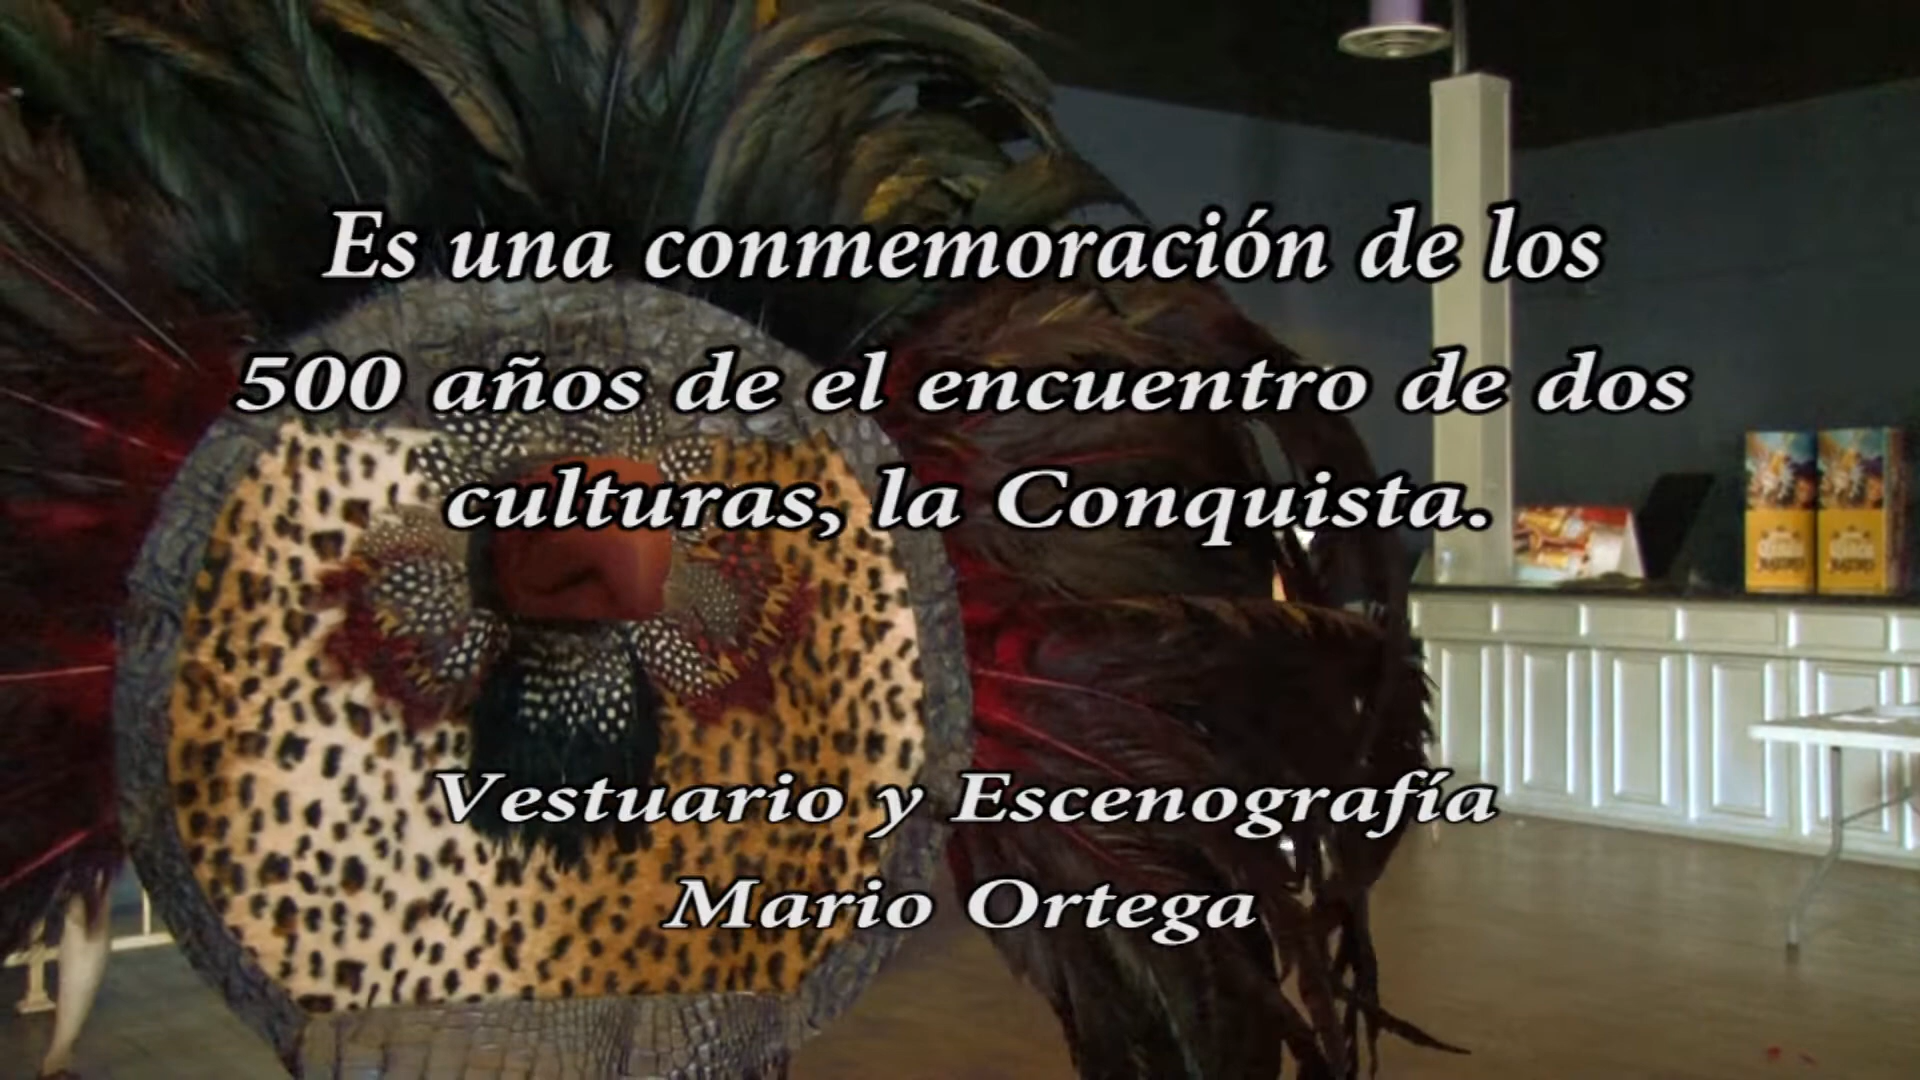 Es una conmemoración de los
500 años de el encuentro de dos
culturas, la Conquista.
Vestuario y Escenografía
Mario Ortega